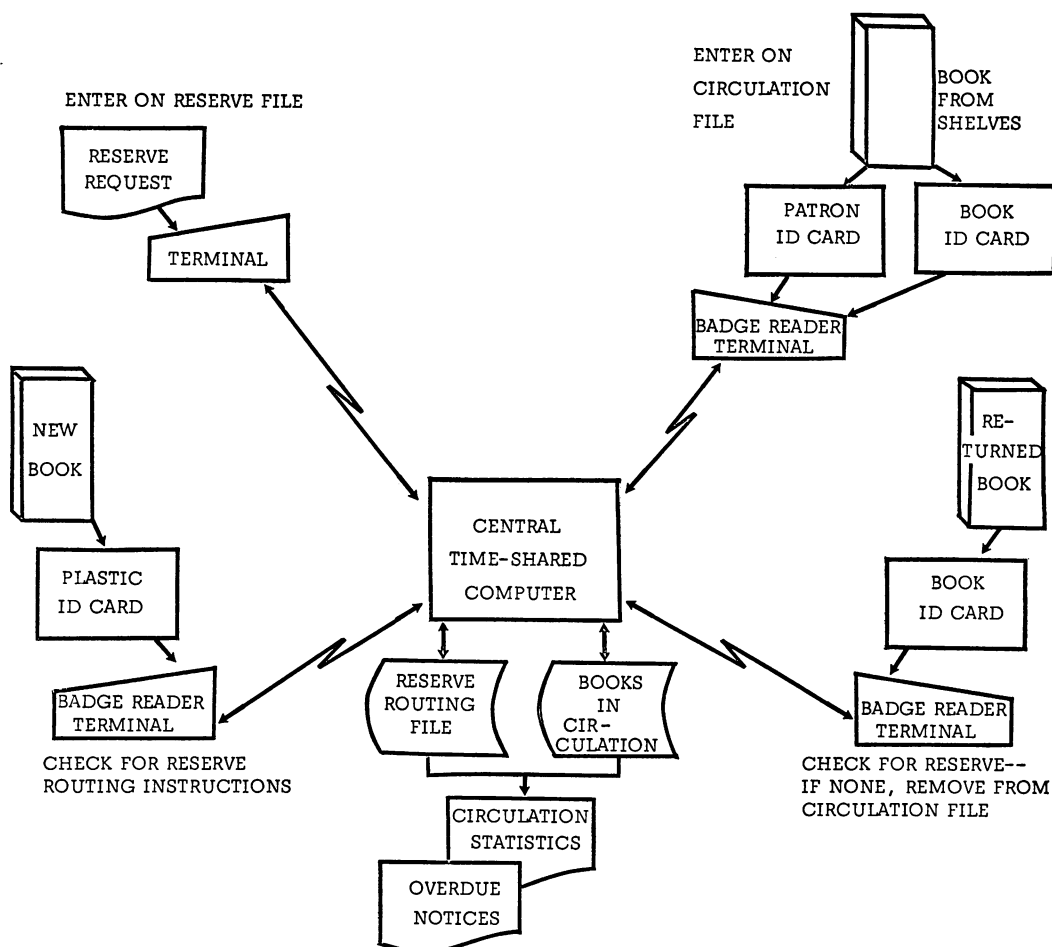 ENTER ON RESERVE FILE
RESERVE
REQUEST
TERMINAL
ENTER ON
CIRCULATION
FILE
BOOK
FROM
SHELVES
PATRON
ID CARD
BOOK
ID CARD
BADGE READER
TERMINAL
NEW
BOOK
PLASTIC
ID CARD
BADGE READER
TERMINAL
CHECK FOR RESERVE
ROUTING INSTRUCTIONS
CENTRAL
TIME-SHARED
COMPUTER
RE-
TURNED
BOOK
BOOK
ID CARD
BADGE READER
TERMINAL
CHECK FOR RESERVE--
IF NONE, REMOVE FROM
CIRCULATION FILE
RESERVE
ROUTING
FILE
BOOKS
IN
CIR-
CULATION
CIRCULATION
STATISTICS
OVERDUE
NOTICES